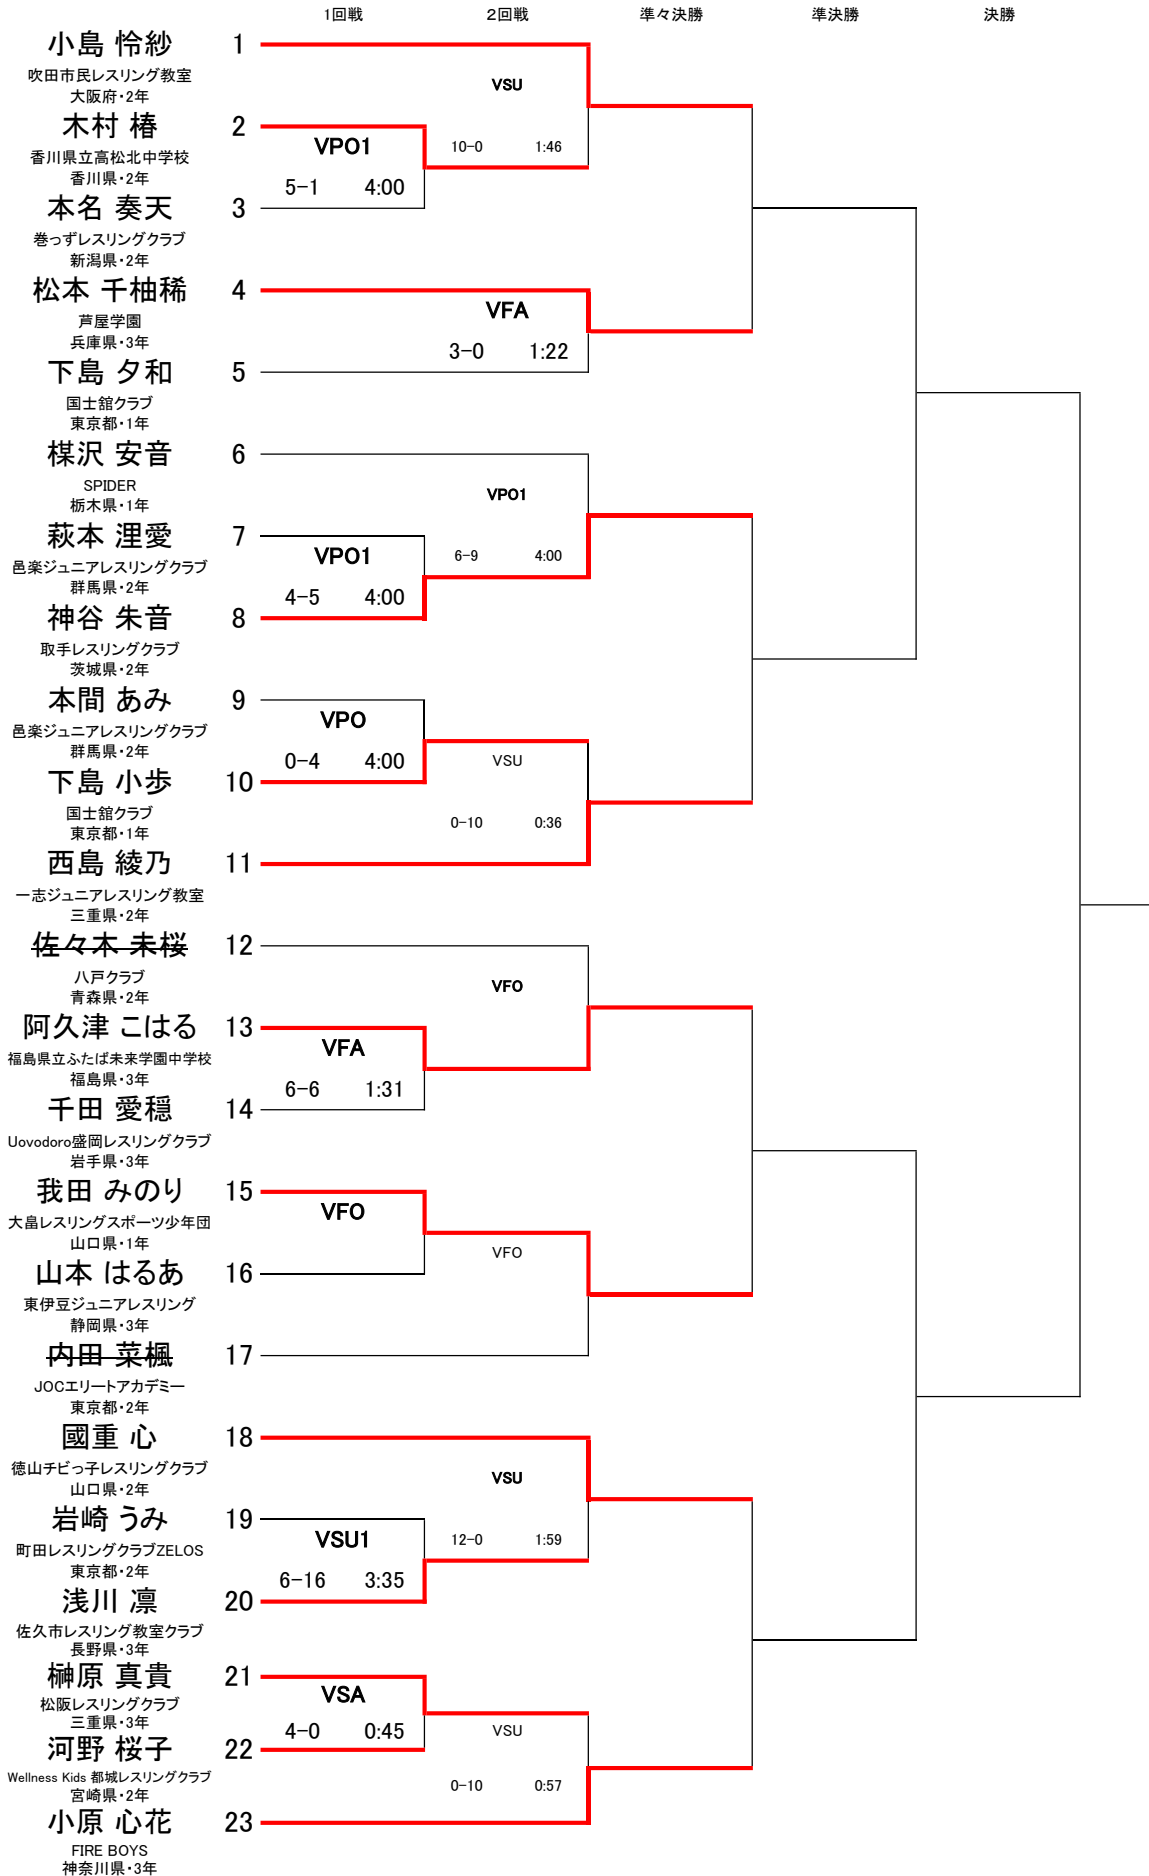 1回戦 2回戦 準々決勝 準決勝 決勝
小島 怜紗 1
吹田市民レスリング教室
大阪府・2年
VSU
木村 椿 2
10-0 1:46
香川県立高松北中学校
香川県・2年
VPO1
5-1 4:00
本名 奏天 3
巻っずレスリングクラブ
新潟県・2年
松本 千柚稀 4
芦屋学園
兵庫県・3年
VFA
3-0 1:22
下島 夕和 5
国士舘クラブ
東京都・1年
楳沢 安音 6
SPIDER
栃木県・1年
VPO1
萩本 浬愛 7
6-9 4:00
邑楽ジュニアレスリングクラブ
群馬県・2年
VPO1
4-5 4:00
神谷 朱音 8
取手レスリングクラブ
茨城県・2年
本間 あみ 9
邑楽ジュニアレスリングクラブ
群馬県・2年
VPO
0-4 4:00
下島 小歩 10
VSU
国士舘クラブ
東京都・1年
0-10 0:36
西島 綾乃 11
一志ジュニアレスリング教室
三重県・2年
佐々木 未桜 12
八戸クラブ
青森県・2年
VFO
阿久津 こはる 13
福島県立ふたば未来学園中学校
福島県・3年
VFA
6-6 1:31
千田 愛穏 14
Uovodoro盛岡レスリングクラブ
岩手県・3年
我田 みのり 15
大畠レスリングスポーツ少年団
山口県・1年
VFO
山本 はるあ 16
VFO
東伊豆ジュニアレスリング
静岡県・3年
内田 菜楓 17
JOCエリートアカデミー
東京都・2年
國重 心 18
徳山チビっ子レスリングクラブ
山口県・2年
VSU
岩崎 うみ 19
12-0 1:59
町田レスリングクラブZELOS
東京都・2年
VSU1
6-16 3:35
浅川 凛 20
佐久市レスリング教室クラブ
長野県・3年
榊原 真貴 21
松阪レスリングクラブ
三重県・3年
VSA
4-0 0:45
河野 桜子 22
VSU
Wellness Kids 都城レスリングクラブ
宮崎県・2年
0-10 0:57
小原 心花 23
FIRE BOYS
神奈川県・3年